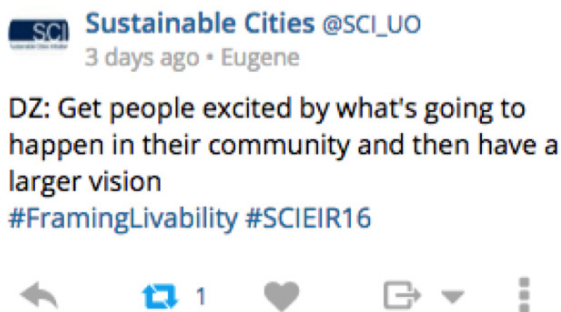 SCI
Sustainable Cities @SCI_UO
3 days ago • Eugene
DZ: Get people excited by what's going to
happen in their community and then have a
larger vision
#FramingLivability #SCIEIR16
1